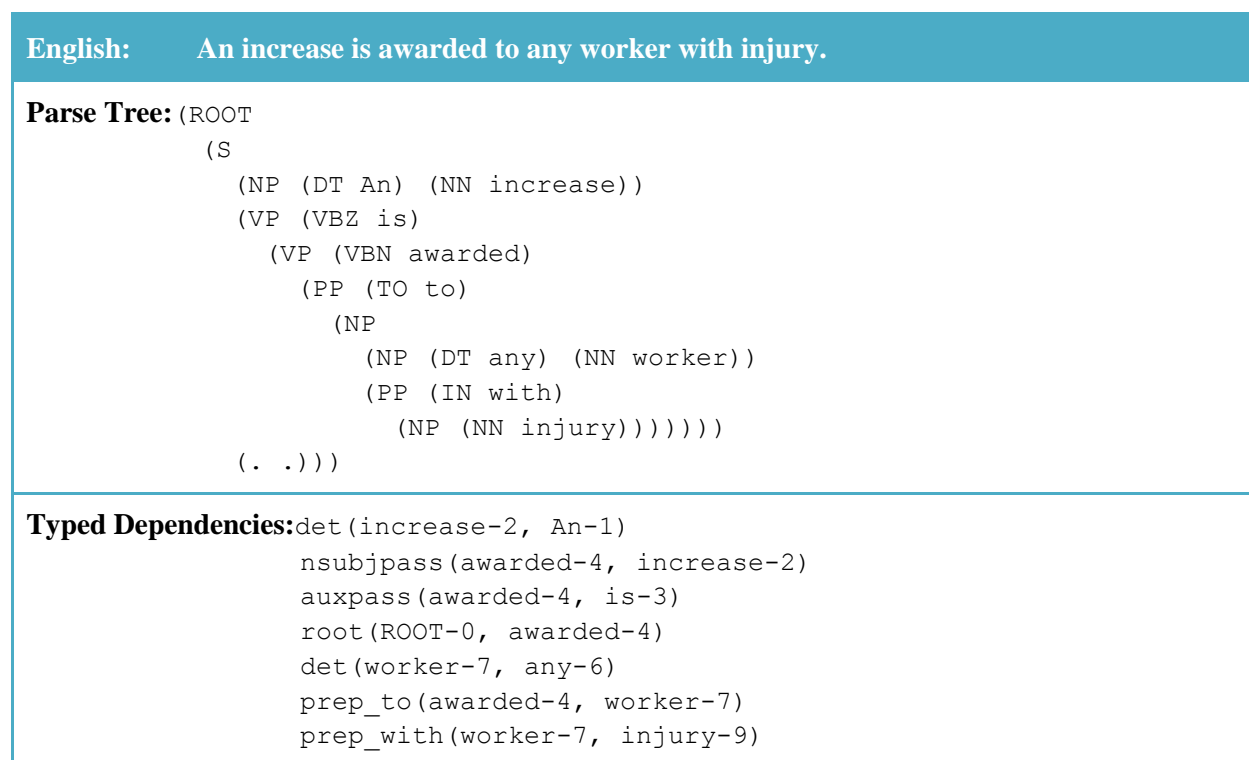 English: An increase is awarded to any worker with injury.
Parse Tree: (ROOT
(S
(NP (DT An) (NN increase))
(VP (VBZ is)
(VP (VBN awarded)
(PP (TO to)
(NP
(NP (DT any) (NN worker))
(PP (IN with)
(NP (NN injury)))))))
(. .)))
Typed Dependencies:det(increase-2, An-1)
nsubjpass(awarded-4, increase-2)
auxpass(awarded-4, is-3)
root(ROOT-0, awarded-4)
det(worker-7, any-6)
prep_to(awarded-4, worker-7)
prep_with(worker-7, injury-9)